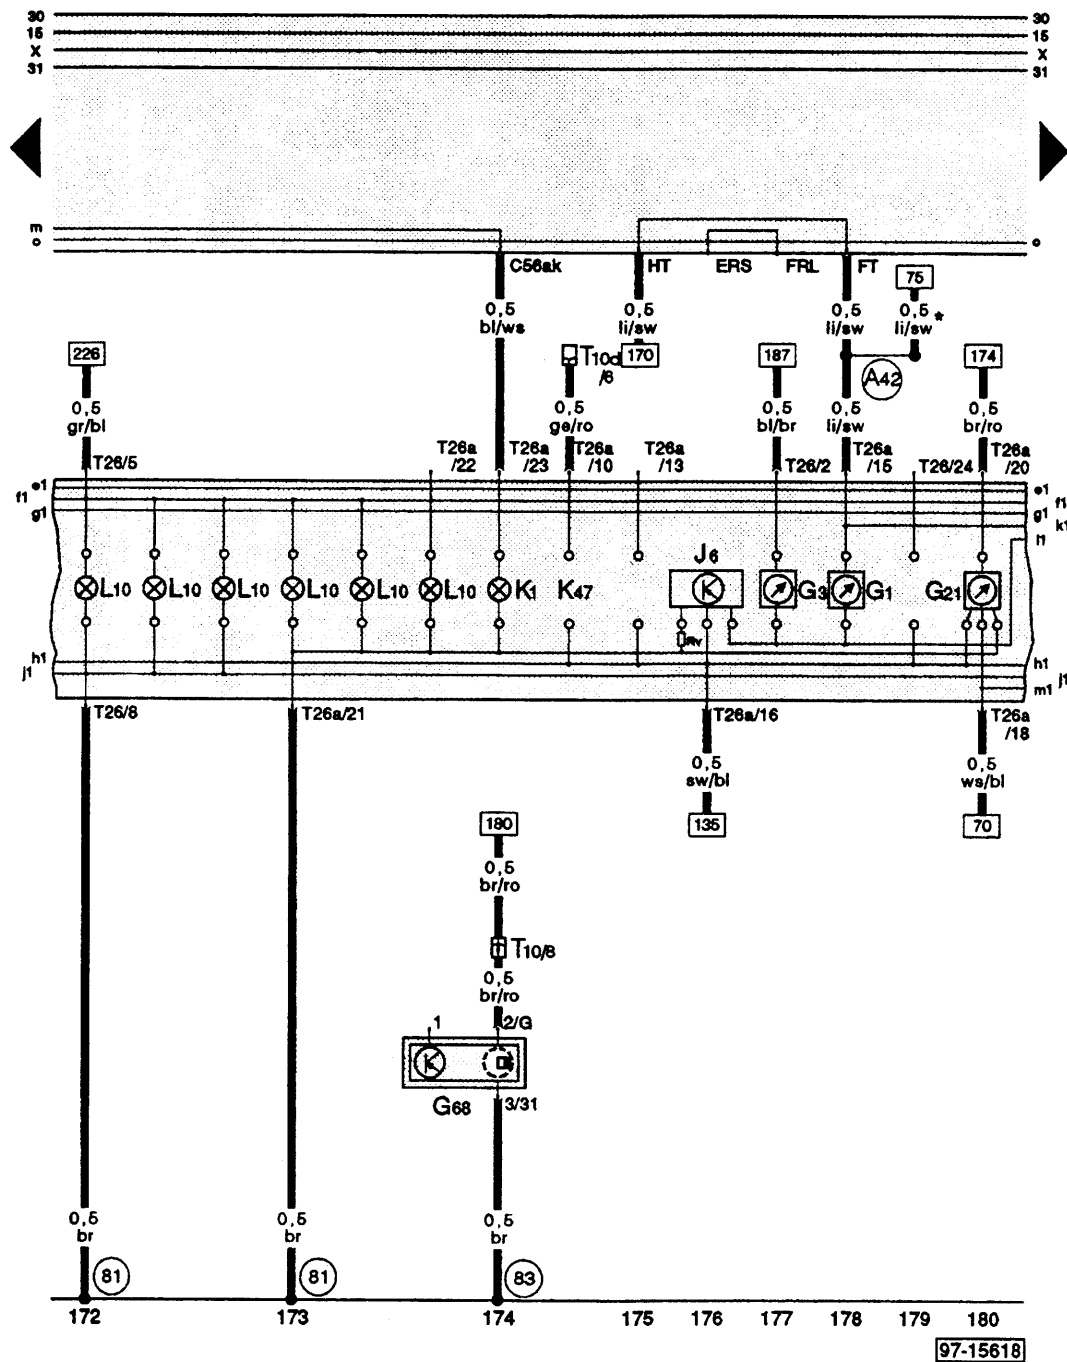 30 30
15 15
X X
31 31
m
o o
C56ak HT ERS FRL FT
75
0,5 0,5 0,5 0,5
bl/ws li/sw li/sw li/sw*
226 T10d 170 187 174
/6
A42
0,5 0,5 0,5 0,5 0,5
gr/bl ge/ro bl/br li/sw br/ro
T26/5 T26a T26a T26a T26a T26/2 T26a T26/24 T26a
/22 /23 /10 /13 /15 /20
e1 e1
f1 f1
g1 g1
k1
l1
J6
L10 L10 L10 L10 L10 L10 K1 K47 G3 G1 G21
RV
h1 h1
j1 j1
m1
T26/8 T26a/21 T26a/16 T26a
/18
0,5 0,5
sw/bl ws/bl
180 135 70
0,5
br/ro
T10/8
0,5
br/ro
1 2/G
G68 3/31
0,5 0,5 0,5
br br br
81 81 83
172 173 174 175 176 177 178 179 180
97-15618